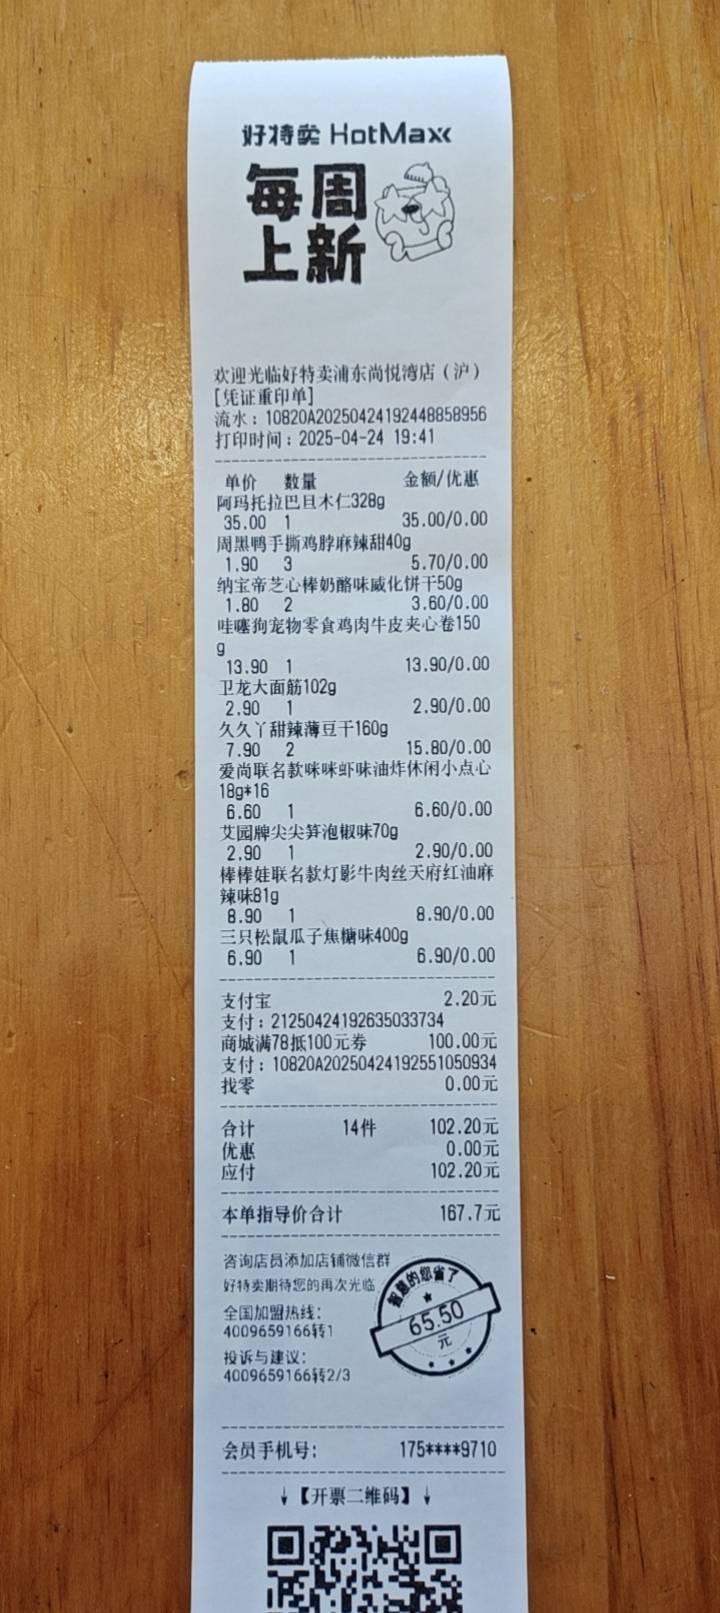 好特卖 HotMaxx
每周
上新
欢迎光临好特卖浦东尚悦湾店（沪）
[凭证重印单]
流水：10820A20250424192448858956
打印时间：2025-04-24 19:41
单价 数量 金额/优惠
阿玛托拉巴旦木仁328g
35.00 1 35.00/0.00
周黑鸭手撕鸡脖麻辣甜40g
1.90 3 5.70/0.00
纳宝帝芝心棒奶酪味威化饼干50g
1.80 2 3.60/0.00
哇噻狗宠物零食鸡肉牛皮夹心卷150
g
13.90 1 13.90/0.00
卫龙大面筋102g
2.90 1 2.90/0.00
久久丫甜辣薄豆干160g
7.90 2 15.80/0.00
爱尚联名款咪咪虾味油炸休闲小点心
18g*16
6.60 1 6.60/0.00
艾园牌尖尖笋泡椒味70g
2.90 1 2.90/0.00
棒棒娃联名款灯影牛肉丝天府红油麻
辣味81g
8.90 1 8.90/0.00
三只松鼠瓜子焦糖味400g
6.90 1 6.90/0.00
支付宝 2.20元
支付：21250424192635033734
商城满78抵100元券 100.00元
支付：10820A20250424192551050934
找零 0.00元
合计 14件 102.20元
优惠 0.00元
应付 102.20元
本单指导价合计 167.7元
咨询店员添加店铺微信群
好特卖期待您的再次光临
全国加盟热线：
4009659166转1
投诉与建议：
4009659166转2/3
智慧的您省了
65.50
元
会员手机号： 175****9710
↓【开票二维码】↓